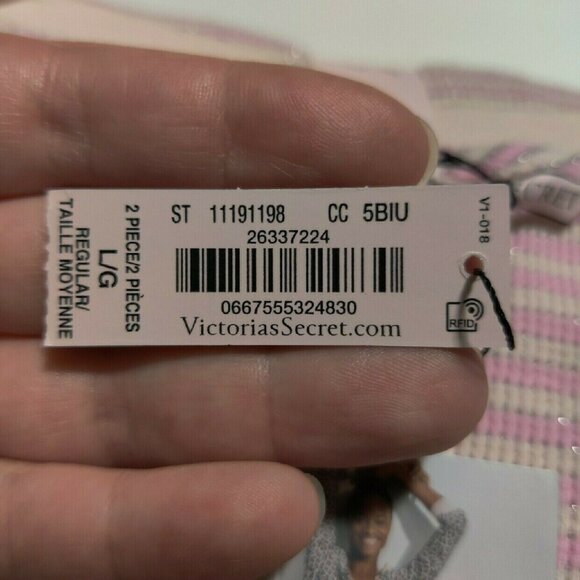 ST 11191198 CC 5BIU
26337224
0667555324830
VictoriasSecret.com
2 PIECE/2 PIÈCES
L/G
REGULAR/
TAILLE MOYENNE
V1-018
RFID